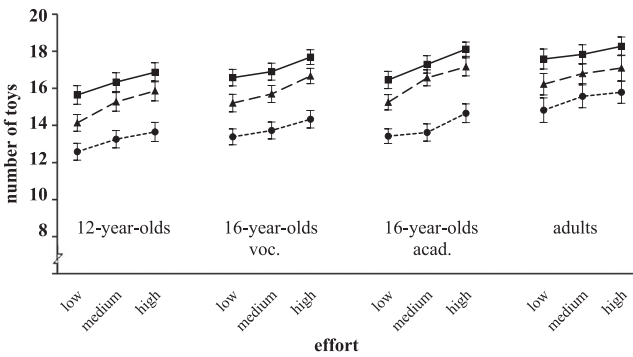 20
18
16
14
12
10
8
number of toys
12-year-olds
16-year-olds
voc.
16-year-olds
acad.
adults
low
medium
high
low
medium
high
low
medium
high
low
medium
high
effort